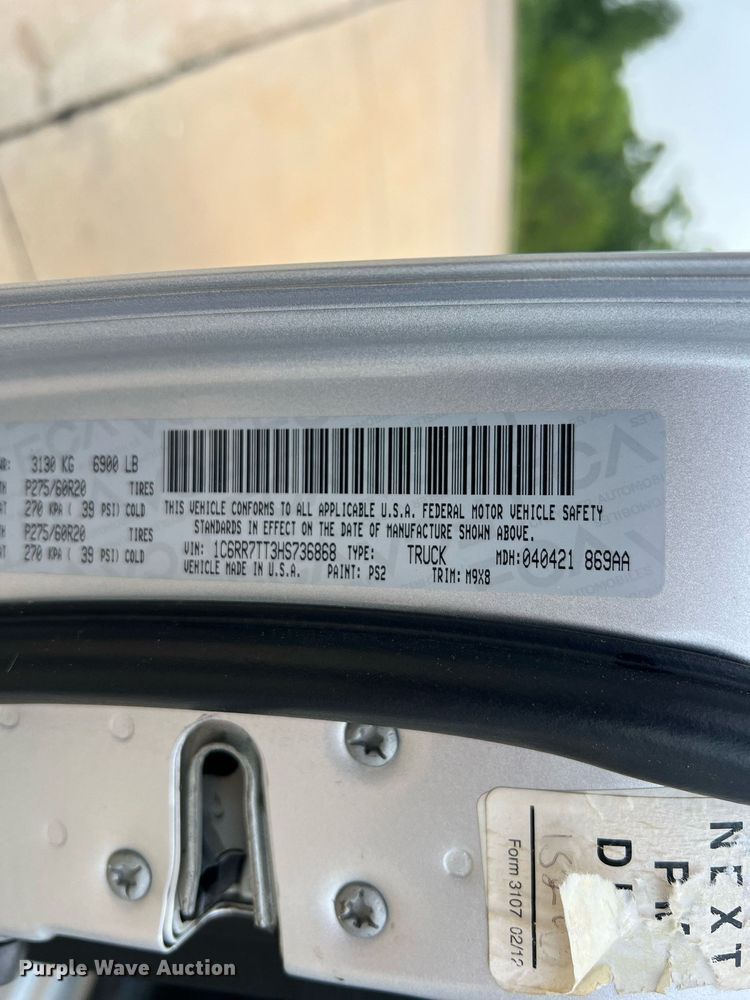 3130 KG 6900 LB
P275/60R20 TIRES
270 KPA ( 39 PSI) COLD
P275/60R20 TIRES
270 KPA ( 39 PSI) COLD
THIS VEHICLE CONFORMS TO ALL APPLICABLE U.S.A. FEDERAL MOTOR VEHICLE SAFETY
STANDARDS IN EFFECT ON THE DATE OF MANUFACTURE SHOWN ABOVE.
VIN: 1C6RR7TT3HS736868 TYPE: TRUCK MDH:040421 869AA
VEHICLE MADE IN U.S.A. PAINT: PS2 TRIM: M9X8
NEXT
Form 3107 02/12
Purple Wave Auction